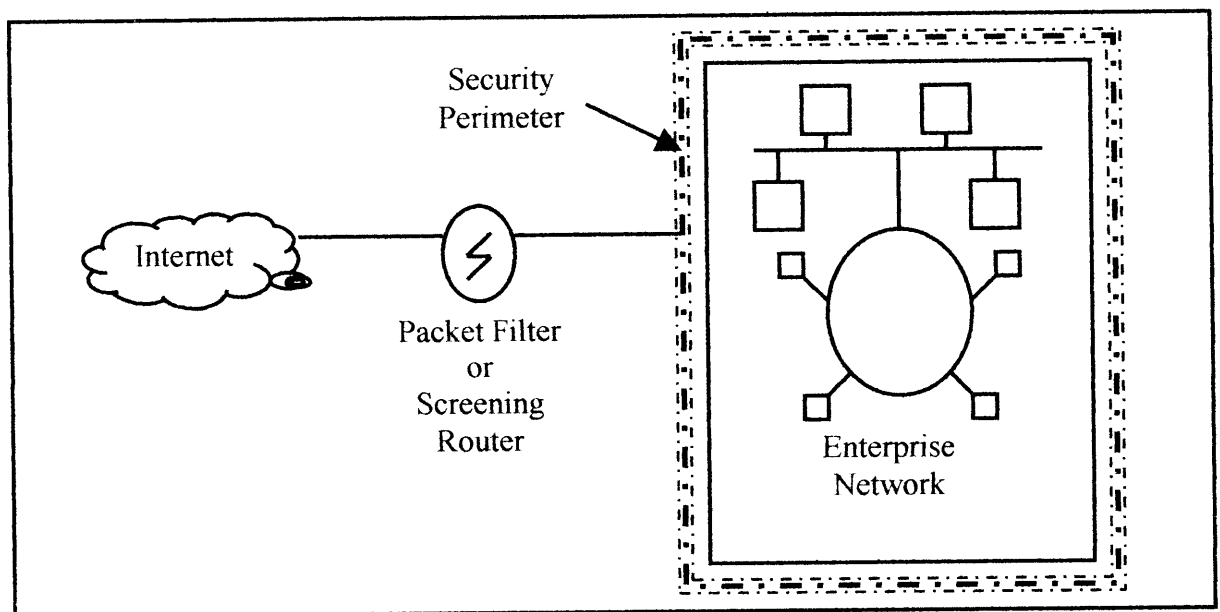 Security
Perimeter
Internet
Packet Filter
or
Screening
Router
Enterprise
Network